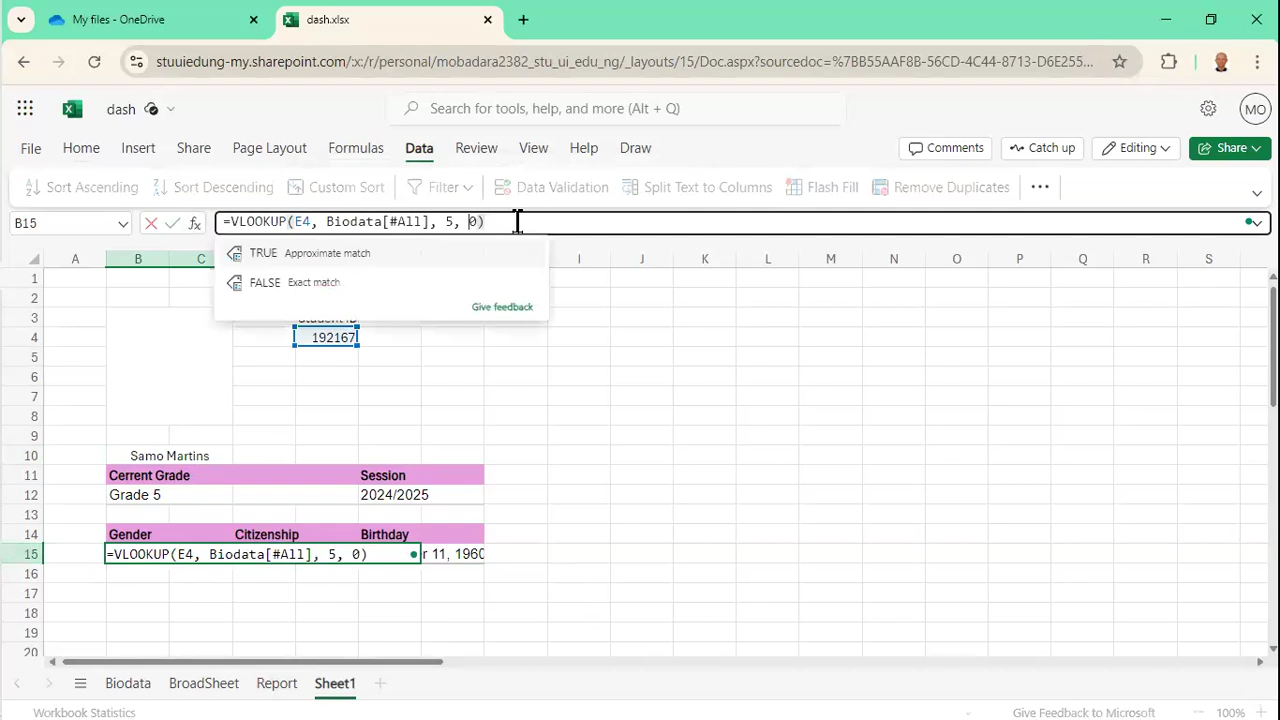 My files - OneDrive
dash.xlsx
stuuiedung-my.sharepoint.com/:x:/r/personal/mobidara2382_stu_ui_edu_ng/_layouts/15/Doc.aspx?sourcedoc=%7BB55AAF8B-56CD-4C44-8713-D6E255...
dash
Search for tools, help, and more (Alt + Q)
MO
File Home Insert Share Page Layout Formulas Data Review View Help Draw
Comments Catch up Editing Share
Sort Ascending Sort Descending Custom Sort Filter Data Validation Split Text to Columns Flash Fill Remove Duplicates
B15 fx =VLOOKUP(E4, Biodata[#All], 5, 0)
TRUE Approximate match
FALSE Exact match
Give feedback
A B C I J K L M N O P Q R S
1
2
3 Student ID
4 192167
5
6
7
8
9
10 Samo Martins
11 Cerrent Grade Session
12 Grade 5 2024/2025
13
14 Gender Citizenship Birthday
15 =VLOOKUP(E4, Biodata[#All], 5, 0) r 11, 1960
16
17
18
19
20
Biodata BroadSheet Report Sheet1
Workbook Statistics
Give Feedback to Microsoft 100%